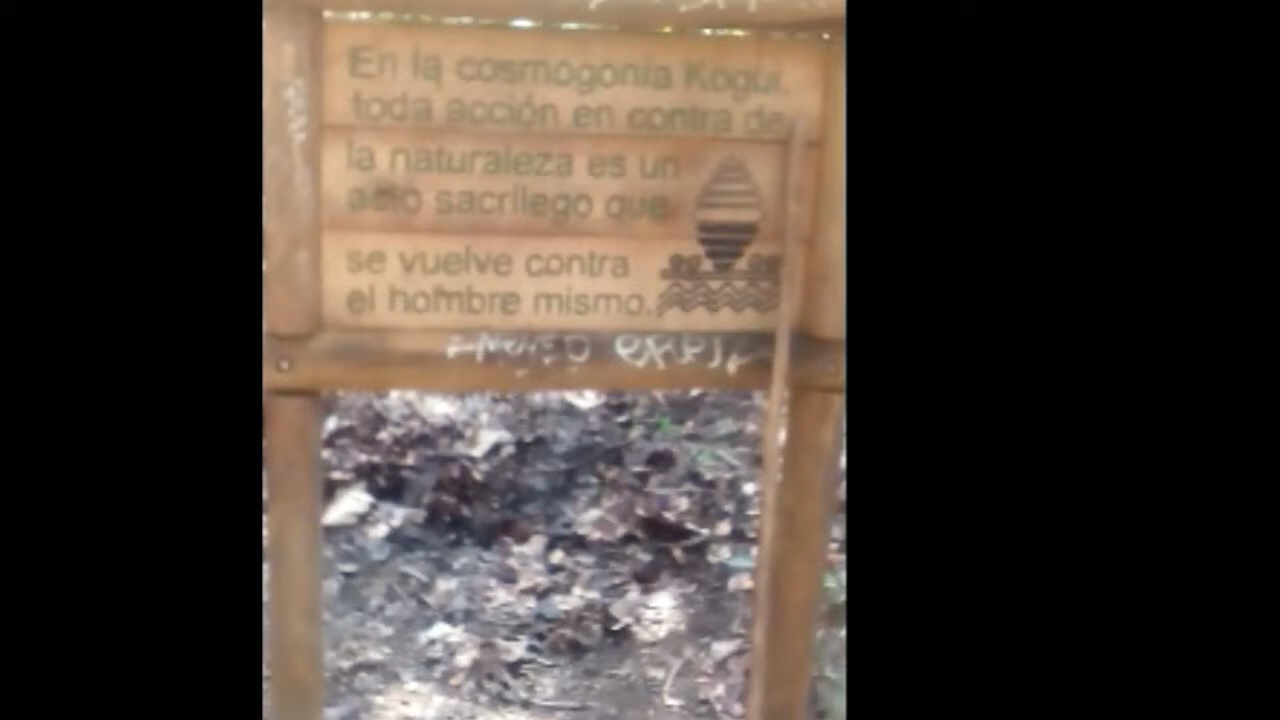 En la cosmogonía Kogui,
toda acción en contra de
la naturaleza es un
acto sacrílego que
se vuelve contra
el hombre mismo.